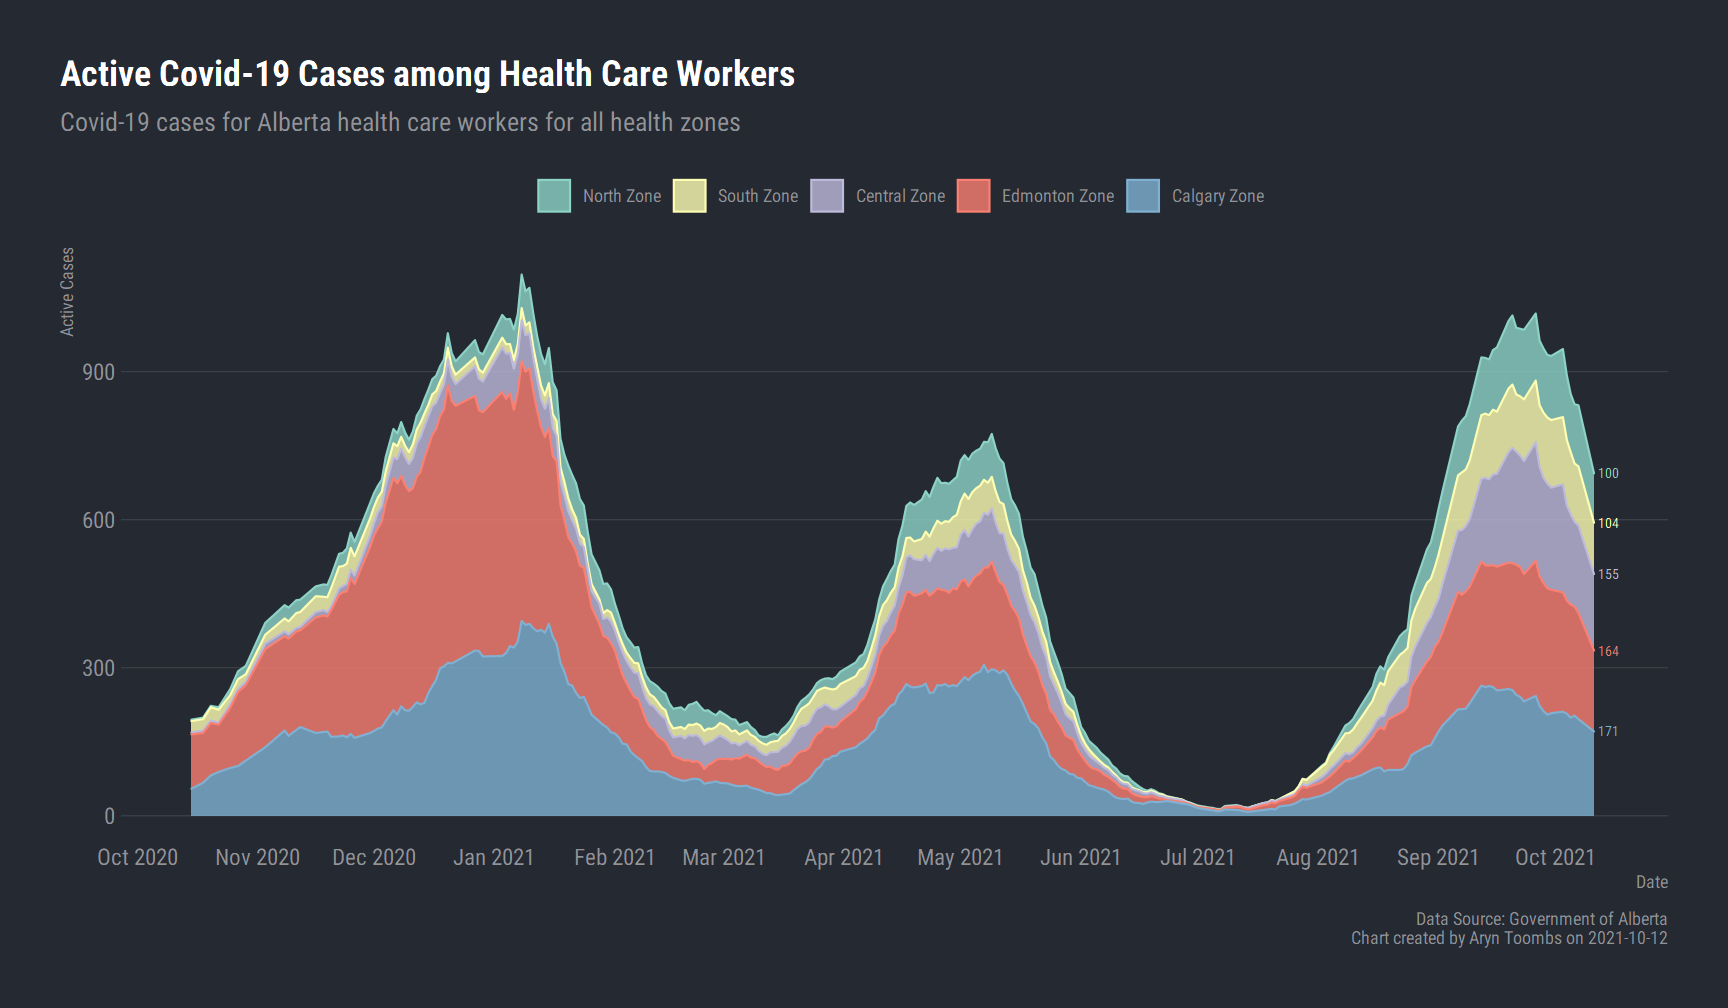 Active Covid-19 Cases among Health Care Workers
Covid-19 cases for Alberta health care workers for all health zones
North Zone South Zone Central Zone Edmonton Zone Calgary Zone
Active Cases
900
600
300
0
100
104
155
164
171
Oct 2020 Nov 2020 Dec 2020 Jan 2021 Feb 2021 Mar 2021 Apr 2021 May 2021 Jun 2021 Jul 2021 Aug 2021 Sep 2021 Oct 2021
Date
Data Source: Government of Alberta
Chart created by Aryn Toombs on 2021-10-12